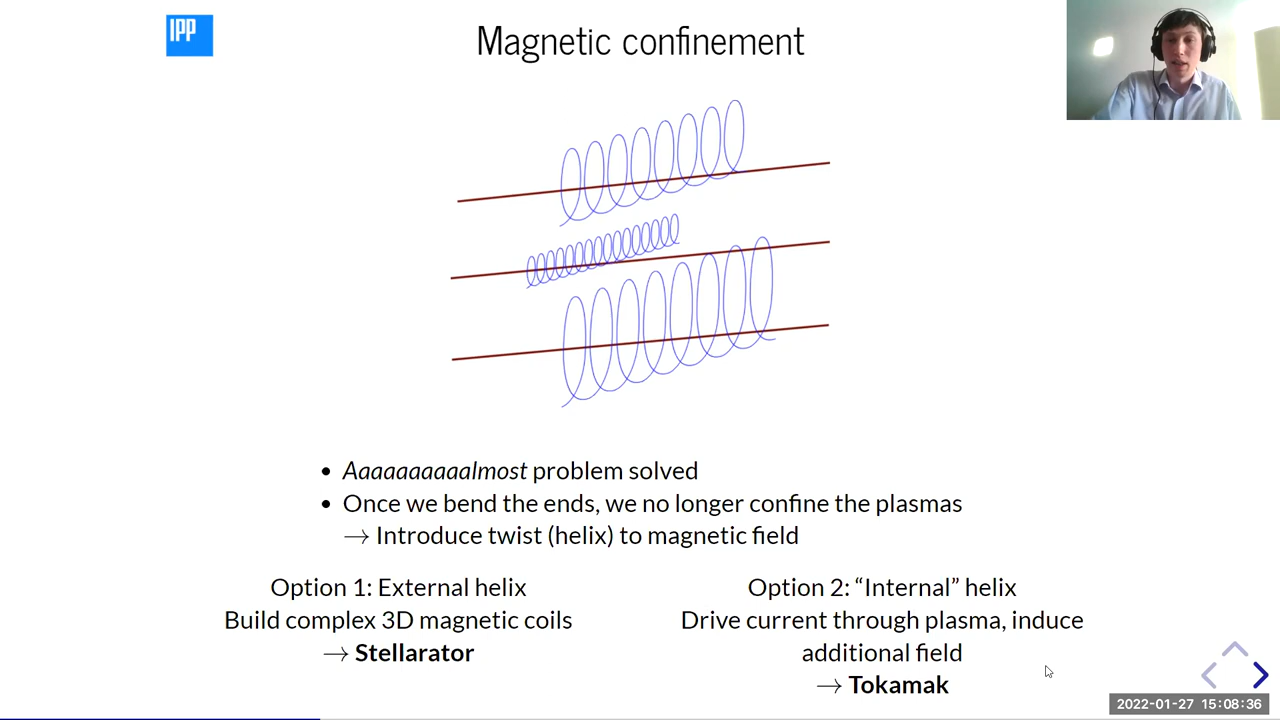 IPP
Magnetic confinement
• Aaaaaaaaaalmost problem solved
• Once we bend the ends, we no longer confine the plasmas
→ Introduce twist (helix) to magnetic field
Option 1: External helix
Build complex 3D magnetic coils
→ Stellarator
Option 2: “Internal” helix
Drive current through plasma, induce
additional field
→ Tokamak
2022-01-27 15:08:36